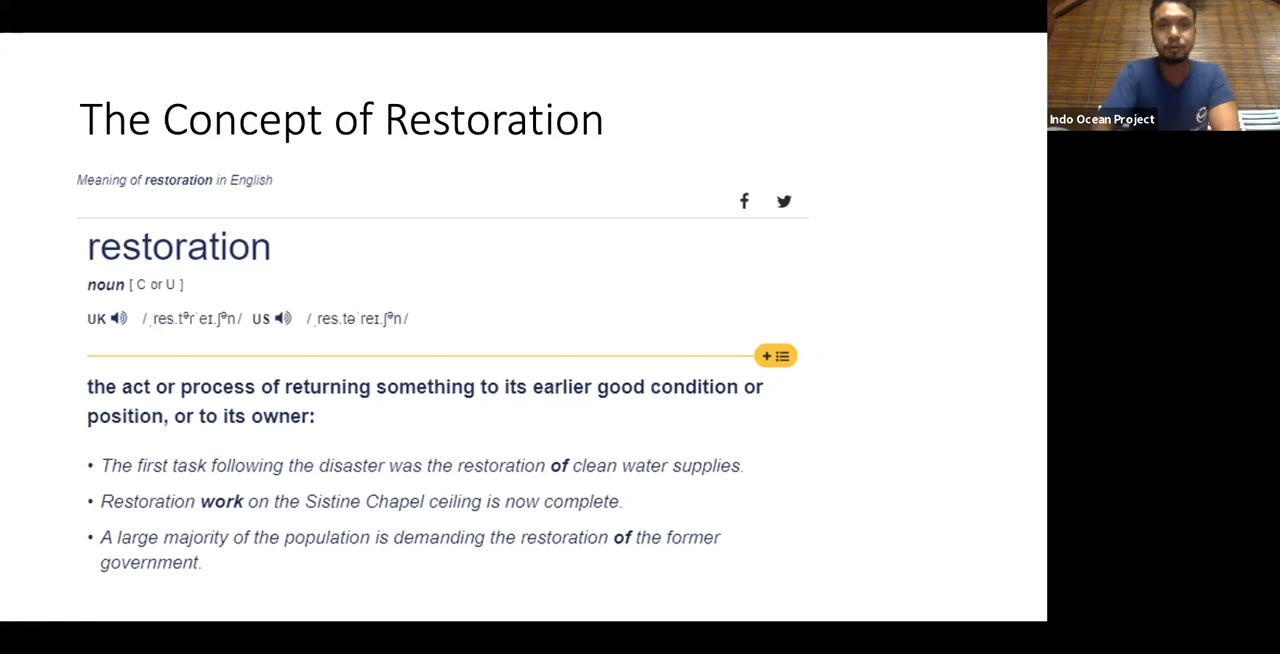 The Concept of Restoration
Indo Ocean Project
Meaning of restoration in English
restoration
noun [ C or U ]
UK /ˌres.tᵊrˈeɪ.ʃᵊn/ US /ˌres.təˈreɪ.ʃᵊn/
the act or process of returning something to its earlier good condition or
position, or to its owner:
• The first task following the disaster was the restoration of clean water supplies.
• Restoration work on the Sistine Chapel ceiling is now complete.
• A large majority of the population is demanding the restoration of the former
government.